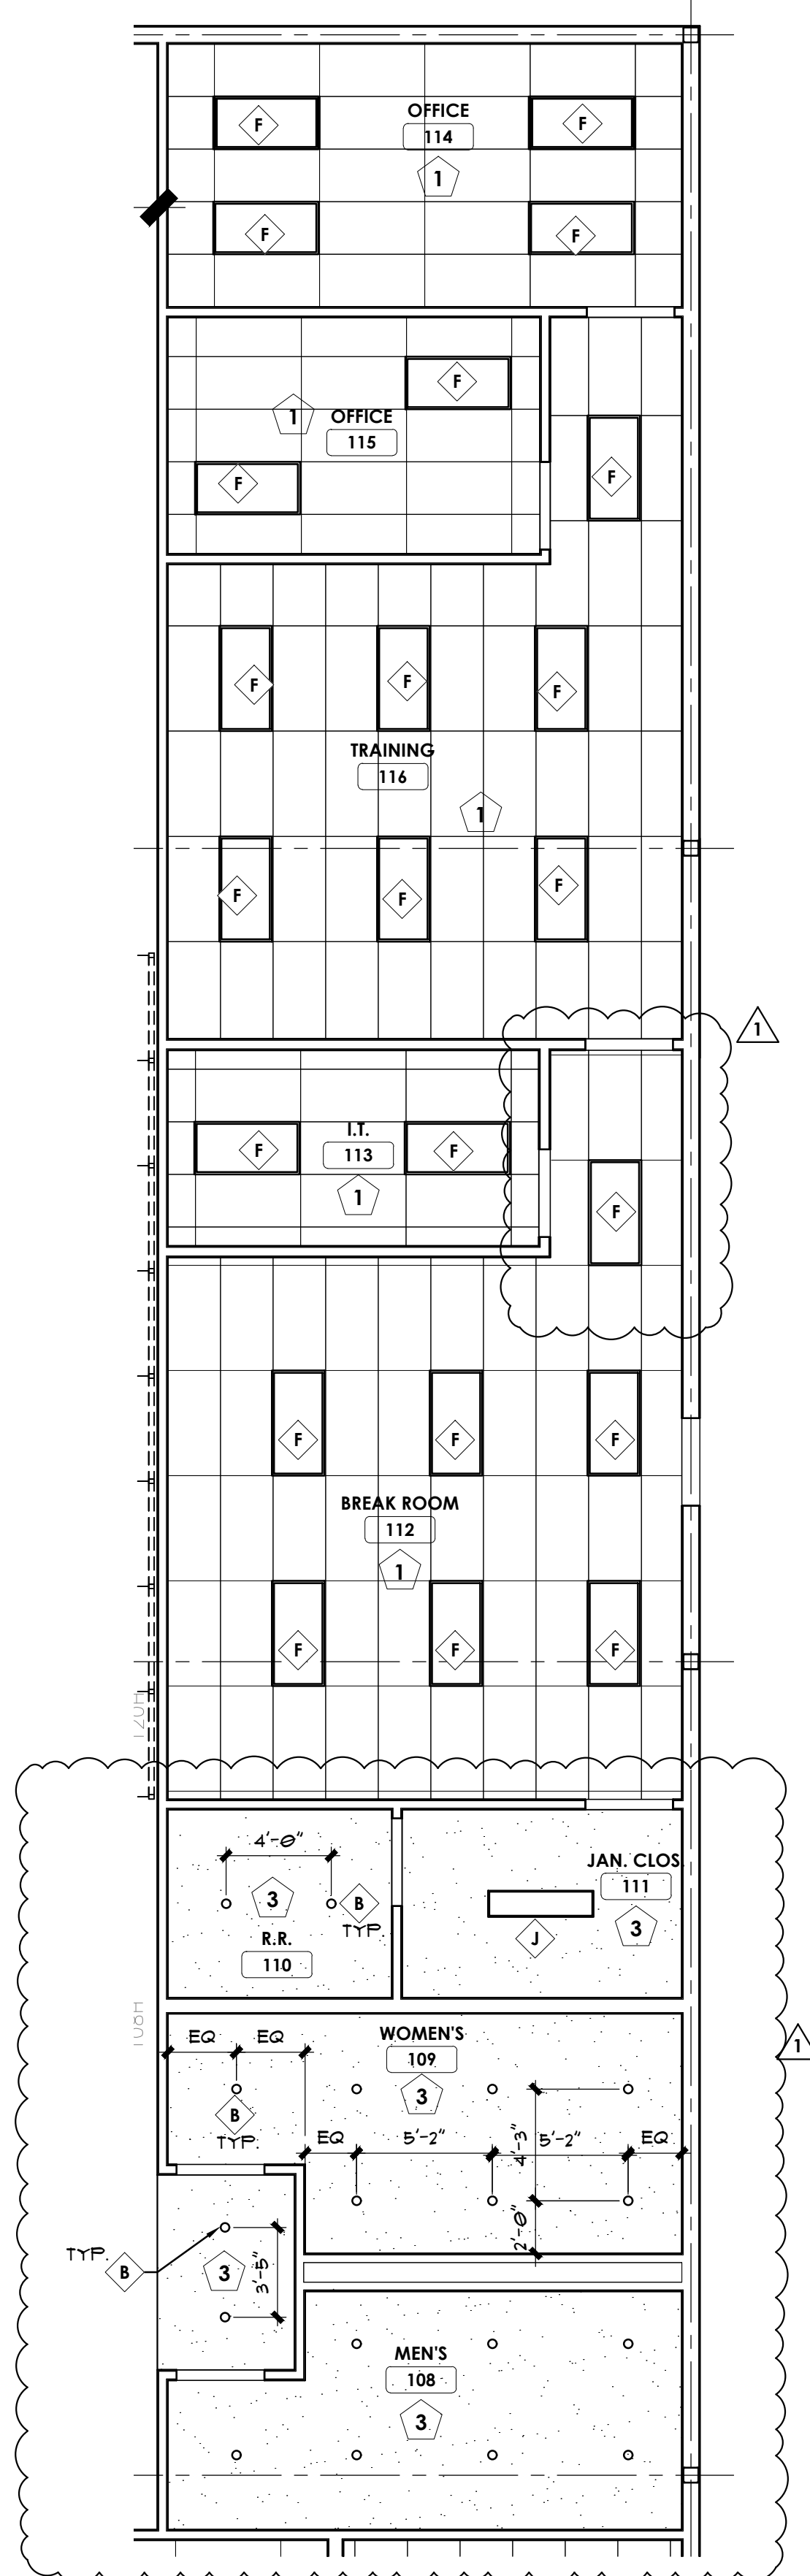 OFFICE
114
1
F
F
F
F
1
OFFICE
115
F
F
F
F
F
F
TRAINING
116
1
F
F
F
1
I.T.
113
1
F
F
F
F
F
F
BREAK ROOM
112
1
F
F
F
120H
4'-0"
3
B
TYP.
R.R.
110
JAN. CLOS
111
3
J
108H
EQ
EQ
WOMEN'S
109
3
1
B
TYP.
EQ
5'-2"
4'-3"
5'-2"
EQ
2'-0"
TYP.
B
3
3'-5"
MEN'S
108
3